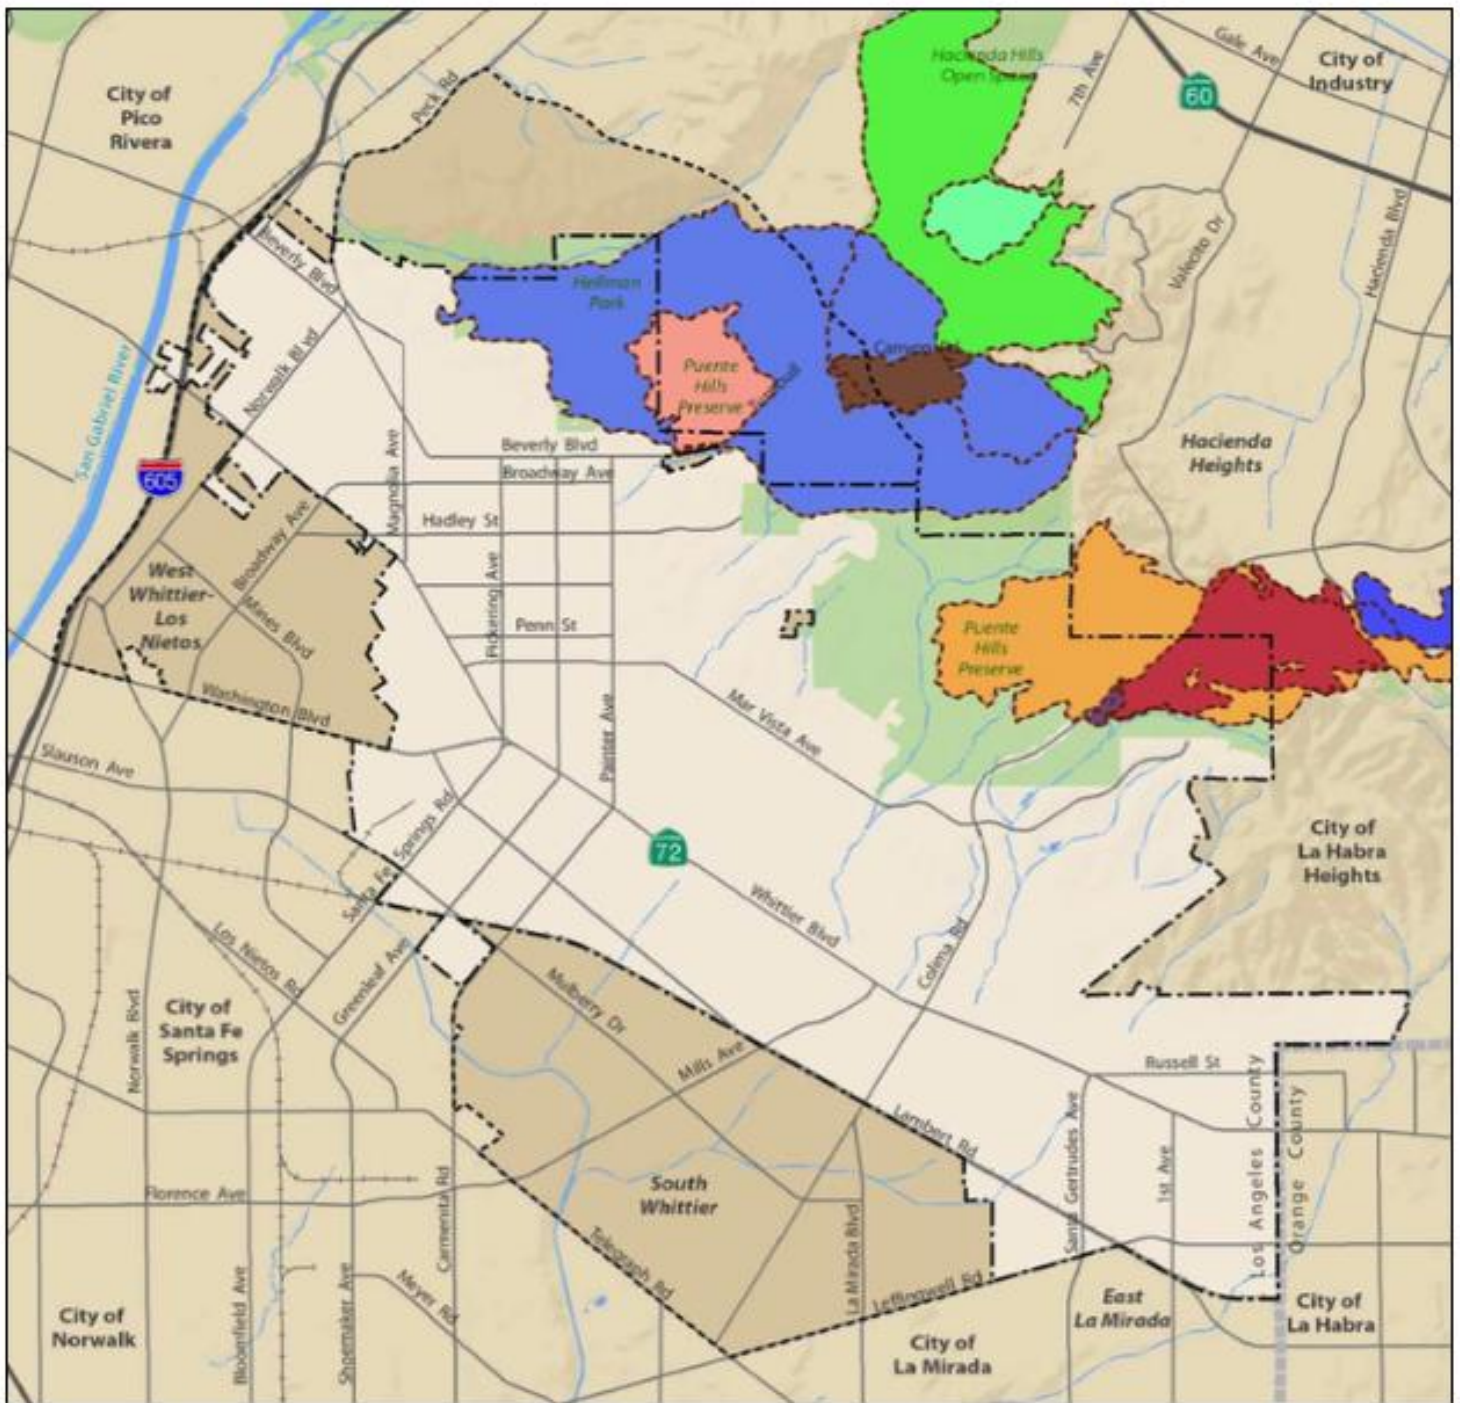 Hacienda Hills
Open Space
Gale Ave
City of
Industry
7th Ave
60
City of
Pico
Rivera
Peck Rd
Hacienda Blvd
Valecito Dr
Beverly Blvd
Hellman
Park
San Gabriel River
Norwalk Blvd
Puente
Hills
Preserve
Hacienda
Heights
605
Magnolia Ave
Beverly Blvd
Broadway Ave
Hadley St
Broadway Ave
West
Whittier-
Los
Nietos
Mines Blvd
Pickering Ave
Penn St
Puente
Hills
Preserve
Washington Blvd
Painter Ave
Mar Vista Ave
Slauson Ave
Santa Fe Springs Rd
72
City of
La Habra
Heights
Whittier Blvd
Colima Rd
Los Nietos Rd
Greenleaf Ave
Mulberry Dr
Norwalk Blvd
City of
Santa Fe
Springs
Mills Ave
Russell St
Lambert Rd
Santa Gertrudes Ave
1st Ave
Los Angeles County
Orange County
Florence Ave
Carmenita Rd
South
Whittier
La Mirada Blvd
Telegraph Rd
Leffingwell Rd
Bloomfield Ave
Shoemaker Ave
Meyer Rd
City of
Norwalk
East
La Mirada
City of
La Habra
City of
La Mirada